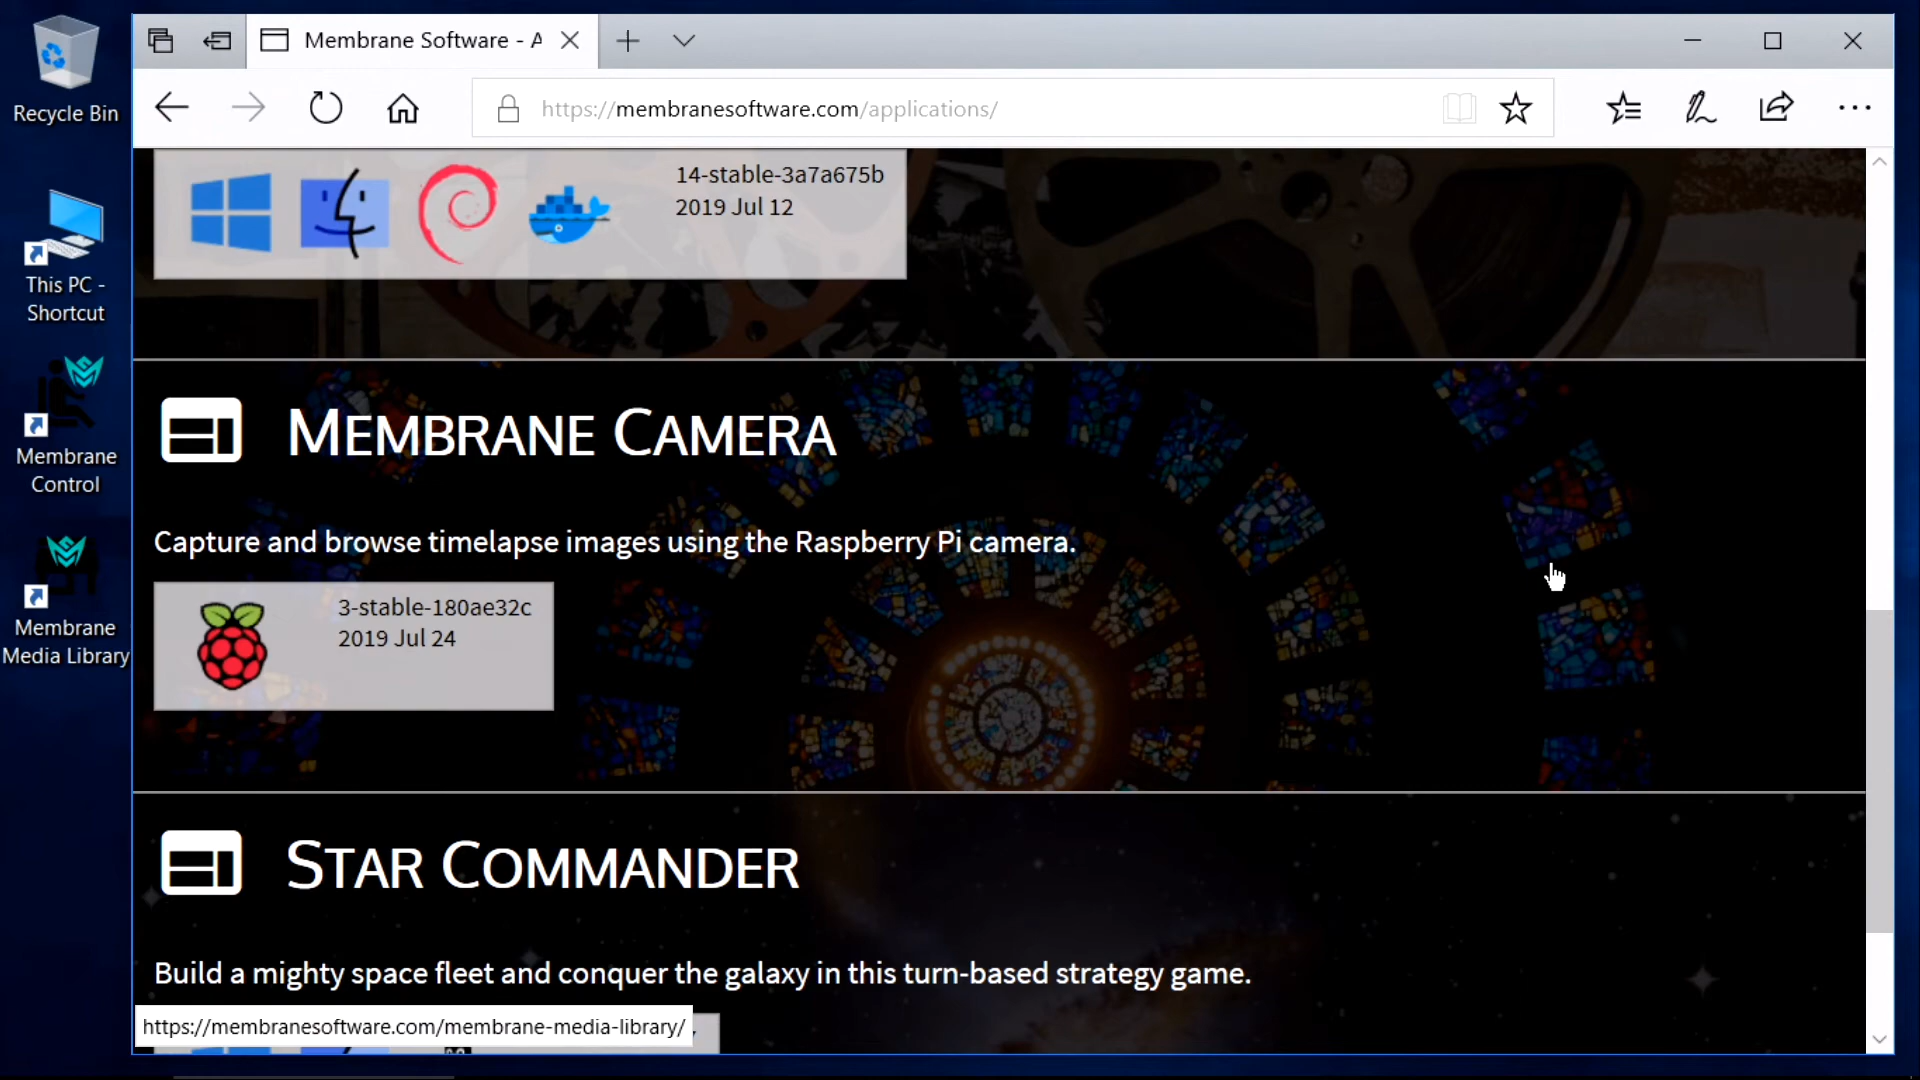 Recycle Bin
This PC -
Shortcut
Membrane
Control
Membrane
Media Library
Membrane Software - A
https://membranesoftware.com/applications/
14-stable-3a7a675b
2019 Jul 12
MEMBRANE CAMERA
Capture and browse timelapse images using the Raspberry Pi camera.
3-stable-180ae32c
2019 Jul 24
STAR COMMANDER
Build a mighty space fleet and conquer the galaxy in this turn-based strategy game.
https://membranesoftware.com/membrane-media-library/